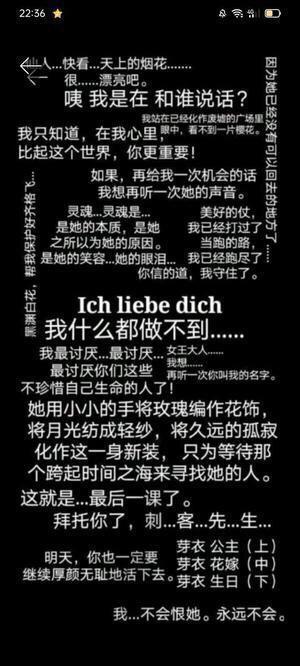 22:36
人...快看...天上的烟花.......
很......漂亮吧。
咦 我是在 和谁说话？
我站在已经化作废墟的广场里
眼中，看不到一片樱花。
因为她已经没有可以回去的地方了......
我只知道，在我心里，
比起这个世界，你更重要！
如果，再给我一次机会的话
我想再听一次她的声音。
灵魂...灵魂是...
是她的本质，是她
之所以为她的原因。
是她的笑容...她的眼泪...
美好的仗，
我已经打过了
当跑的路，
我已经跑尽了
你信的道，我守住了。
黑渊白花，帮我保护好齐格飞...
Ich liebe dich
我什么都做不到......
我最讨厌...最讨厌...
最讨厌你们这些
不珍惜自己生命的人了！
女王大人......
我想......
再听一次你叫我的名字。
她用小小的手将玫瑰编作花饰，
将月光纺成轻纱，将久远的孤寂
化作这一身新装， 只为等待那
个跨起时间之海来寻找她的人。
这就是...最后一课了。
拜托你了，刺...客...先...生...
明天，你也一定要
继续厚颜无耻地活下去。
芽衣 公主（上）
芽衣 花嫁（中）
芽衣 生日（下）
我...不会恨她。永远不会。